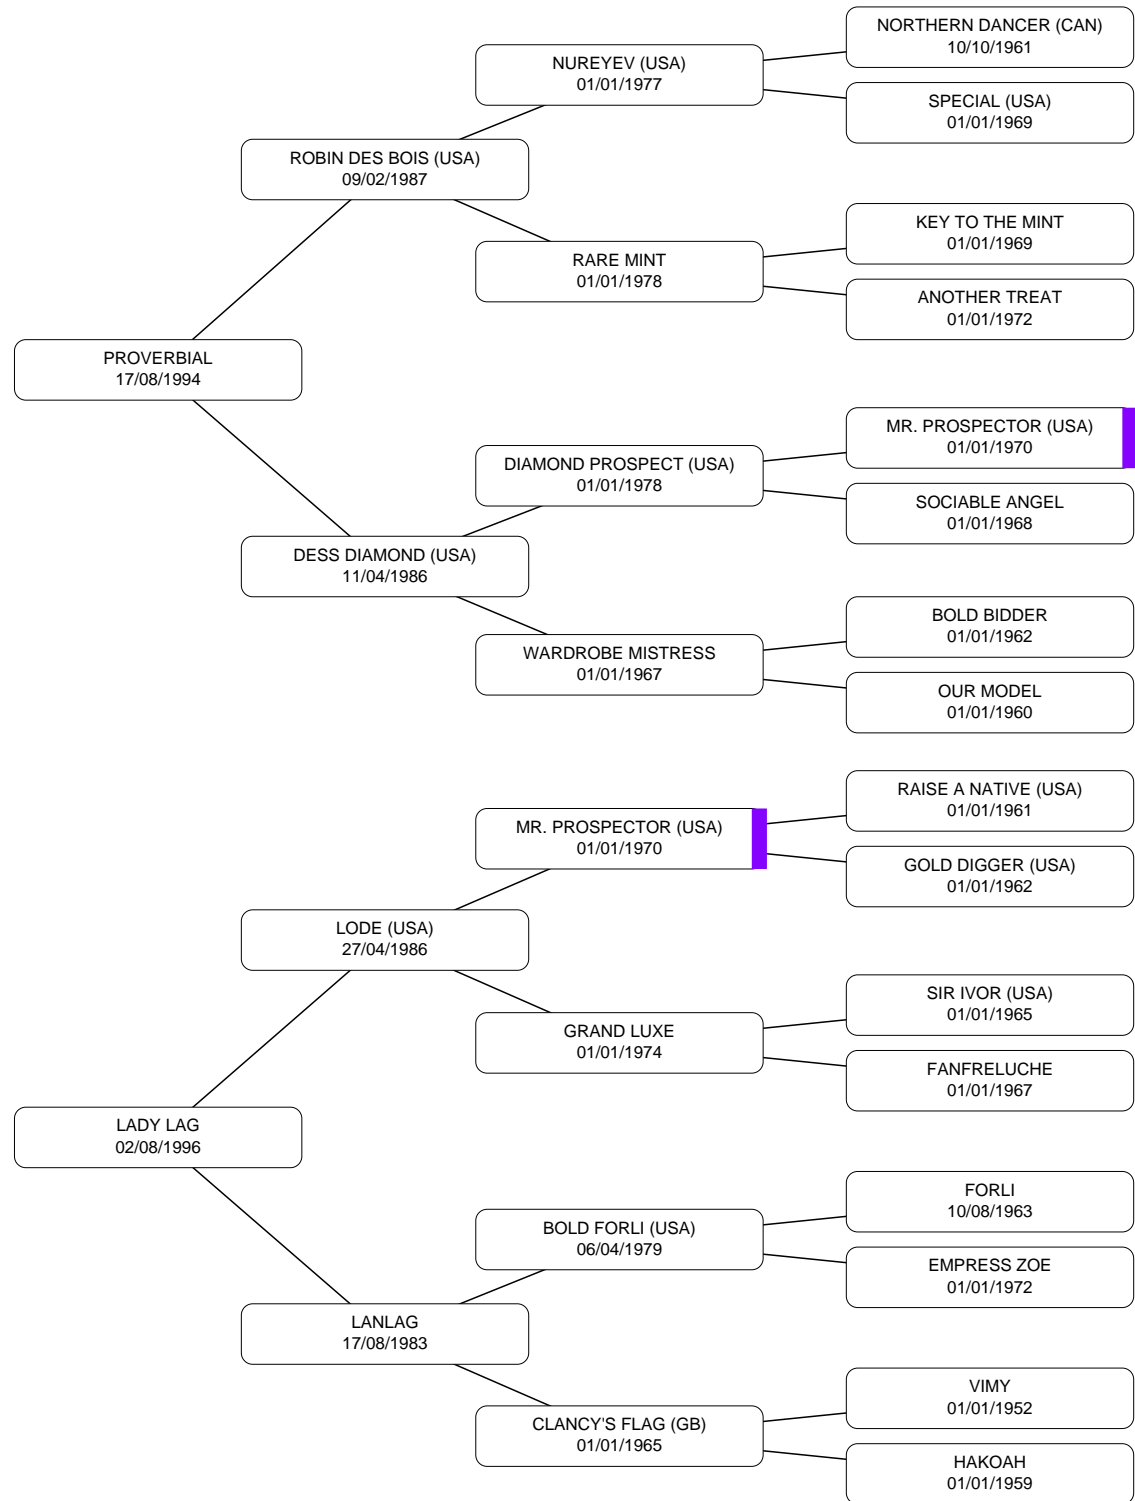 NORTHERN DANCER (CAN)
10/10/1961
NUREYEV (USA)
01/01/1977
SPECIAL (USA)
01/01/1969
ROBIN DES BOIS (USA)
09/02/1987
KEY TO THE MINT
01/01/1969
RARE MINT
01/01/1978
ANOTHER TREAT
01/01/1972
PROVERBIAL
17/08/1994
MR. PROSPECTOR (USA)
01/01/1970
DIAMOND PROSPECT (USA)
01/01/1978
SOCIABLE ANGEL
01/01/1968
DESS DIAMOND (USA)
11/04/1986
BOLD BIDDER
01/01/1962
WARDROBE MISTRESS
01/01/1967
OUR MODEL
01/01/1960
RAISE A NATIVE (USA)
01/01/1961
MR. PROSPECTOR (USA)
01/01/1970
GOLD DIGGER (USA)
01/01/1962
LODE (USA)
27/04/1986
SIR IVOR (USA)
01/01/1965
GRAND LUXE
01/01/1974
FANFRELUCHE
01/01/1967
LADY LAG
02/08/1996
FORLI
10/08/1963
BOLD FORLI (USA)
06/04/1979
EMPRESS ZOE
01/01/1972
LANLAG
17/08/1983
VIMY
01/01/1952
CLANCY'S FLAG (GB)
01/01/1965
HAKOAH
01/01/1959